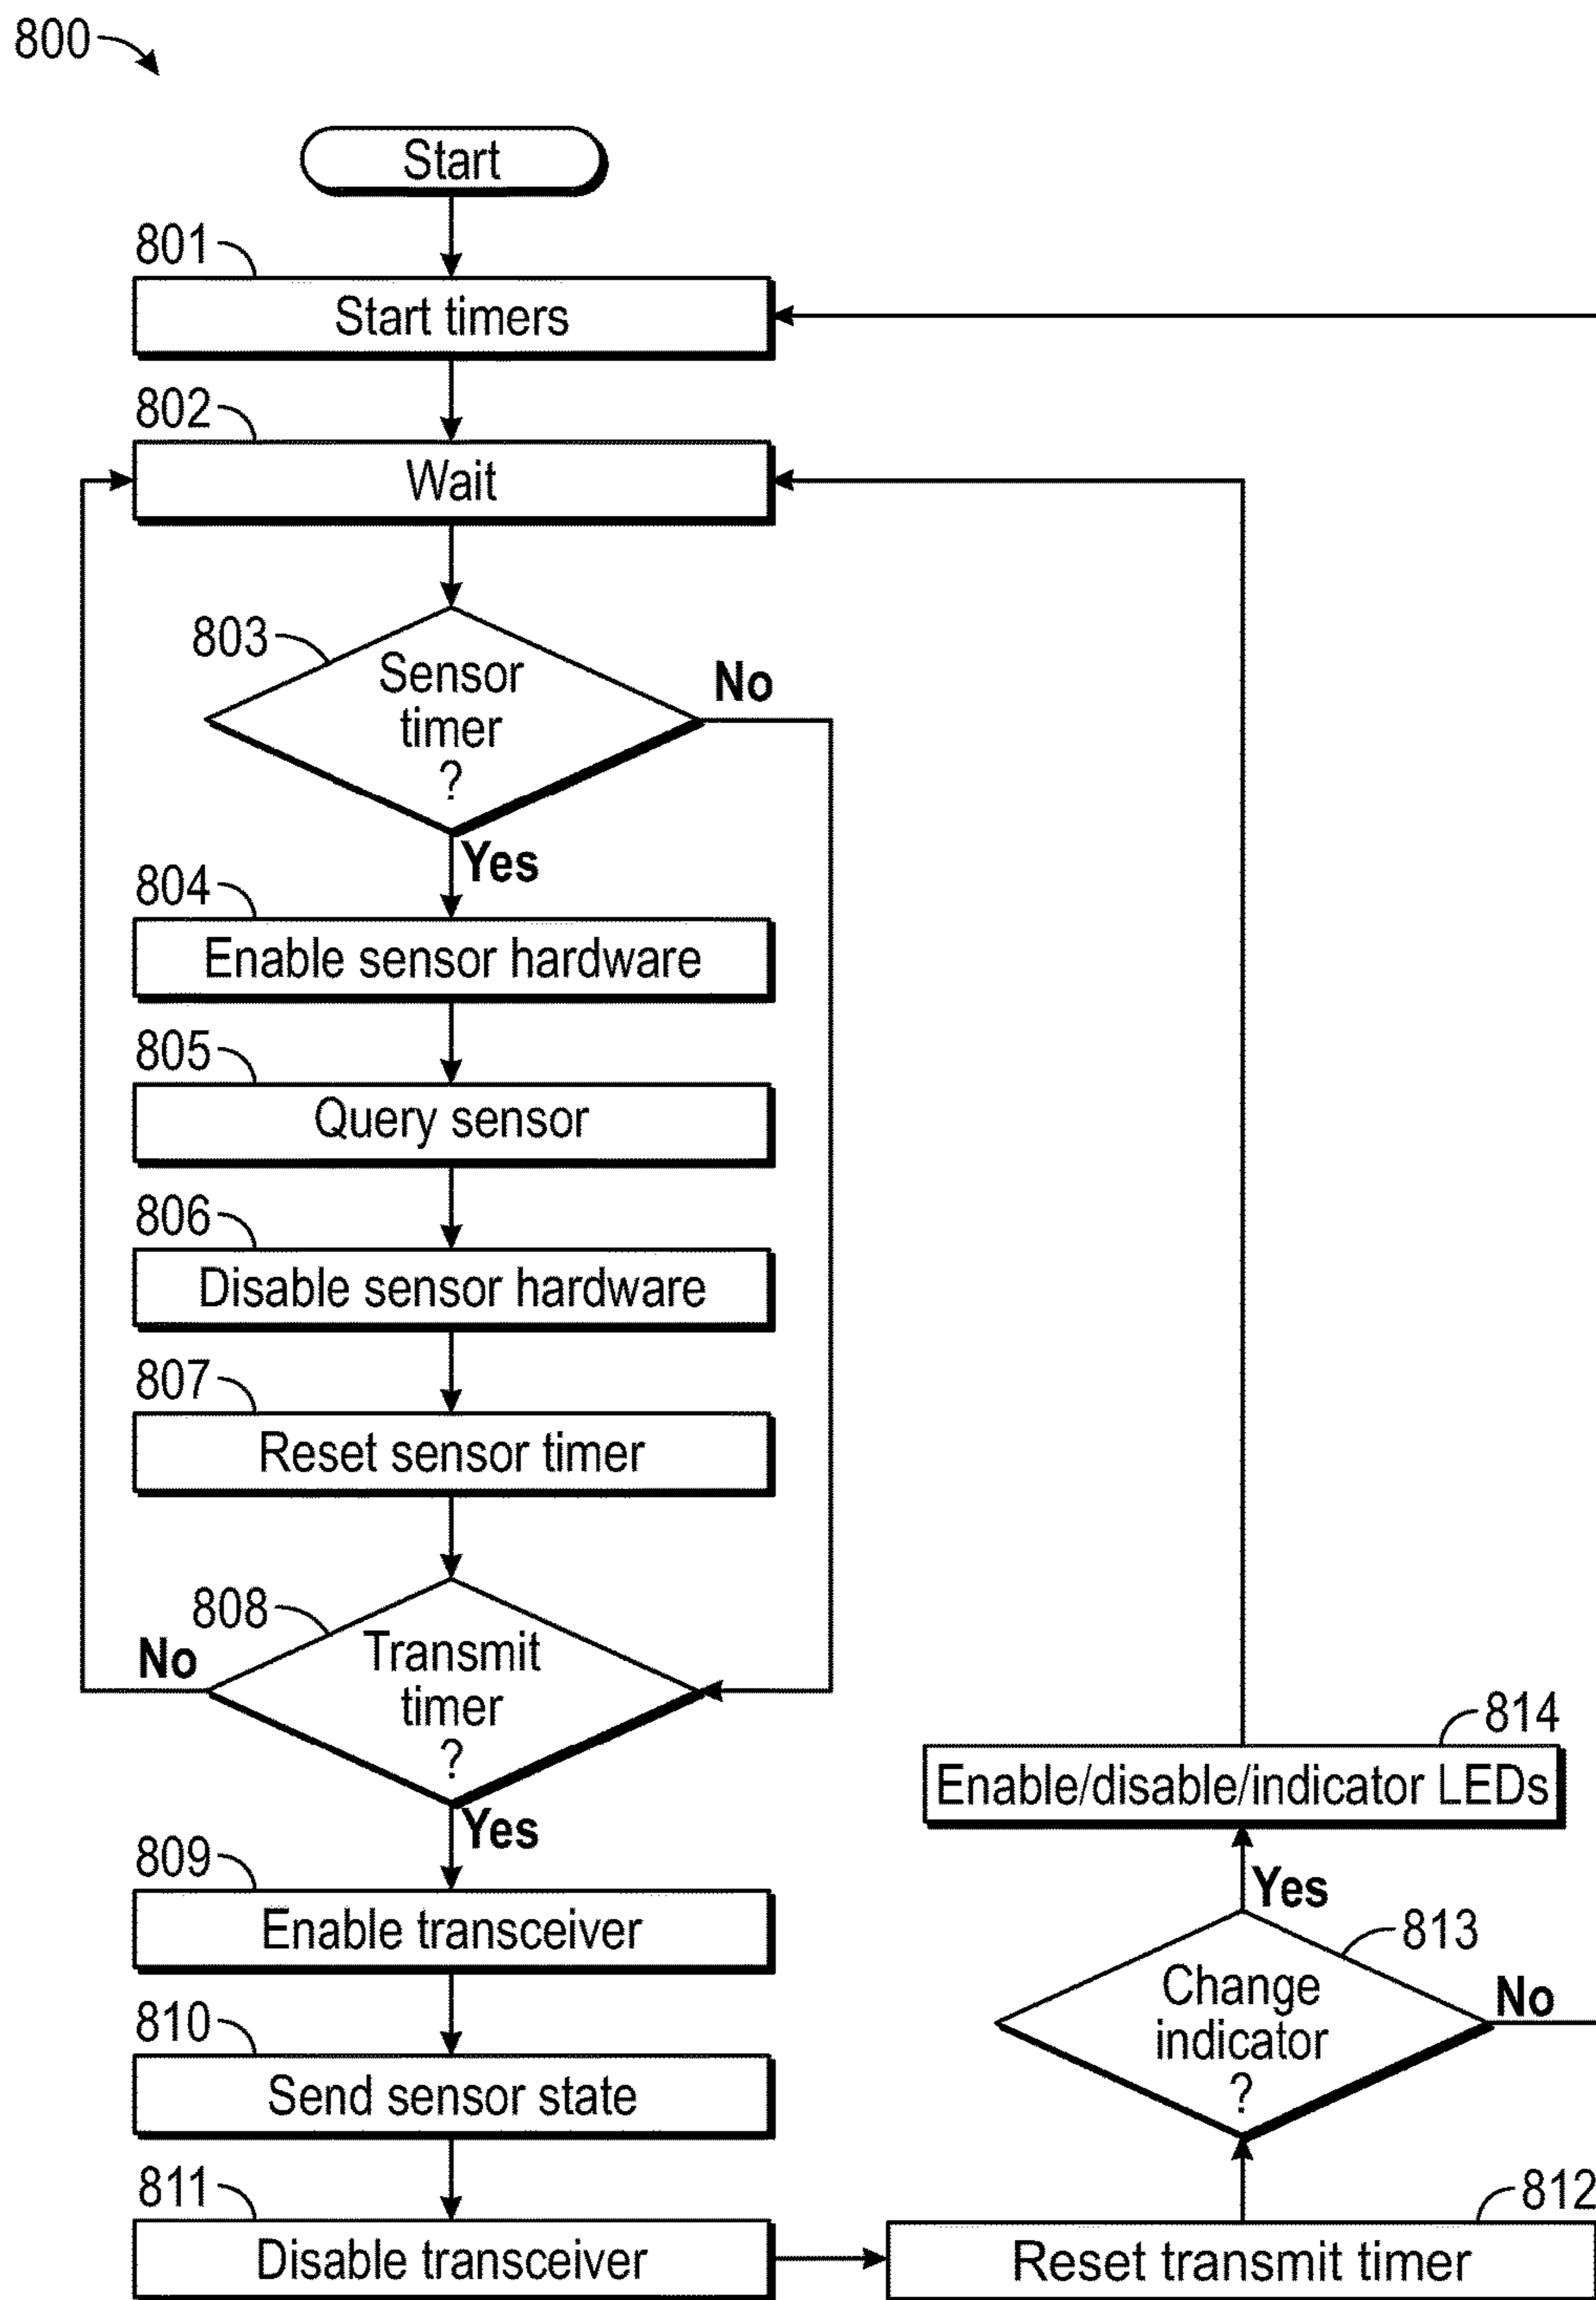 800
Start
801
Start timers
802
Wait
803
Sensor
timer
?
No
Yes
804
Enable sensor hardware
805
Query sensor
806
Disable sensor hardware
807
Reset sensor timer
808
Transmit
timer
?
No
Yes
809
Enable transceiver
810
Send sensor state
811
Disable transceiver
812
Reset transmit timer
813
Change
indicator
?
No
Yes
814
Enable/disable/indicator LEDs